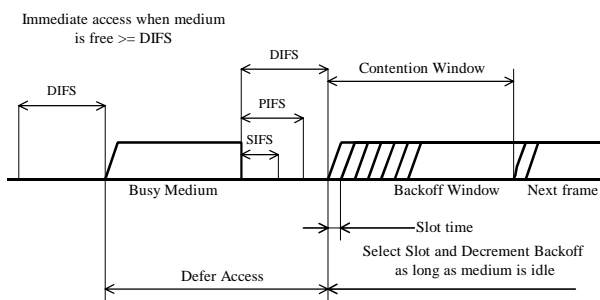 Immediate access when medium
is free >= DIFS
DIFS
DIFS
Contention Window
PIFS
SIFS
Busy Medium
Backoff Window
Next frame
Slot time
Defer Access
Select Slot and Decrement Backoff
as long as medium is idle